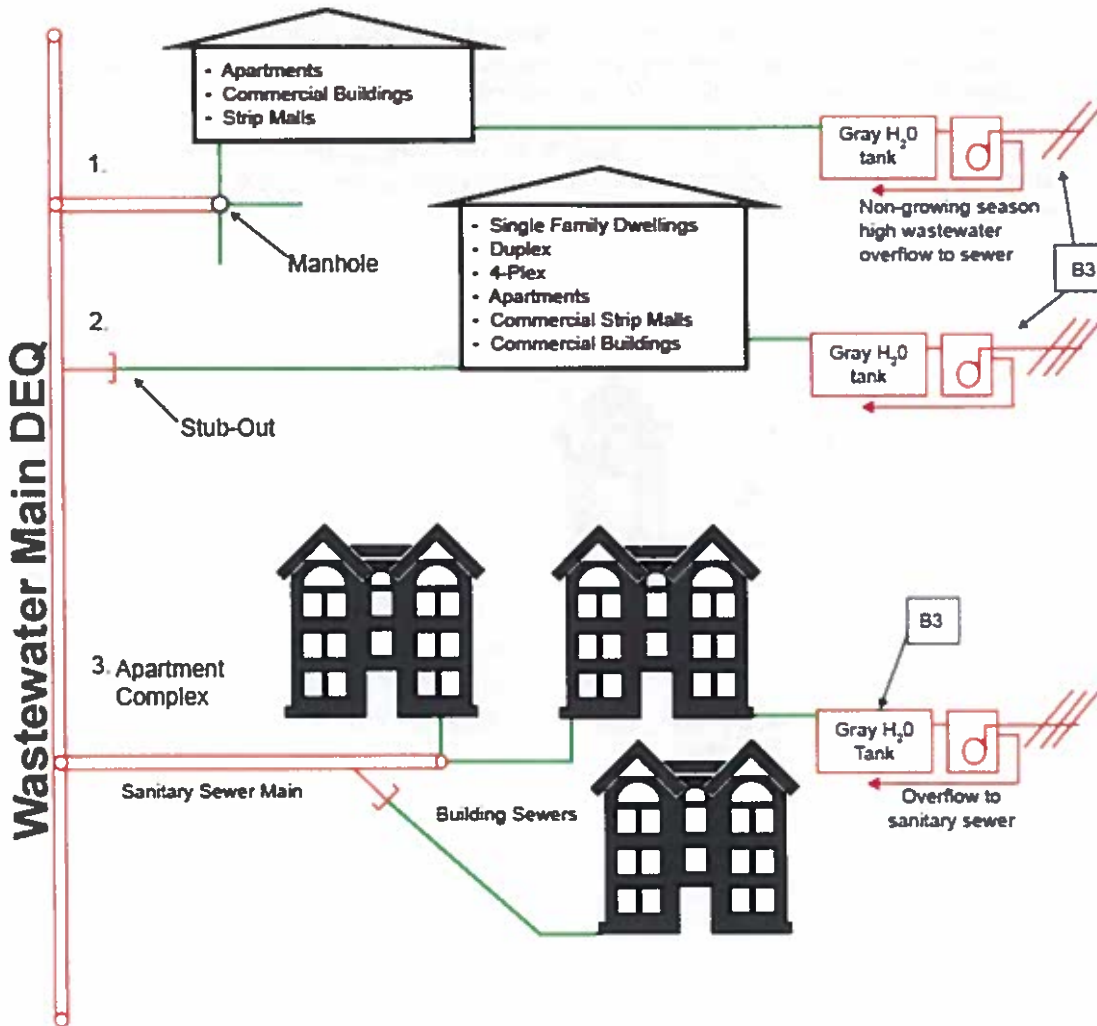 Wastewater Main DEQ
- Apartments
- Commercial Buildings
- Strip Malls
1.
Manhole
Gray H₂0
tank
Non-growing season
high wastewater
overflow to sewer
B3
- Single Family Dwellings
- Duplex
- 4-Plex
- Apartments
- Commercial Strip Malls
- Commercial Buildings
2.
Stub-Out
Gray H₂0
tank
3. Apartment
Complex
B3
Gray H₂0
Tank
Sanitary Sewer Main
Building Sewers
Overflow to
sanitary sewer